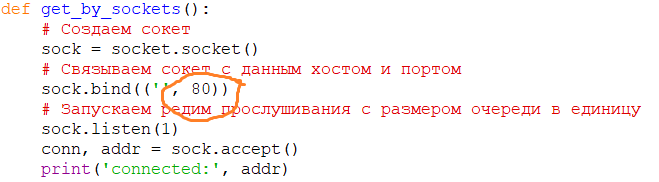 def get_by_sockets():
# Создаем сокет
sock = socket.socket()
# Связываем сокет с данным хостом и портом
sock.bind(('', 80))
# Запускаем редим прослушивания с размером очереди в единицу
sock.listen(1)
conn, addr = sock.accept()
print('connected:', addr)